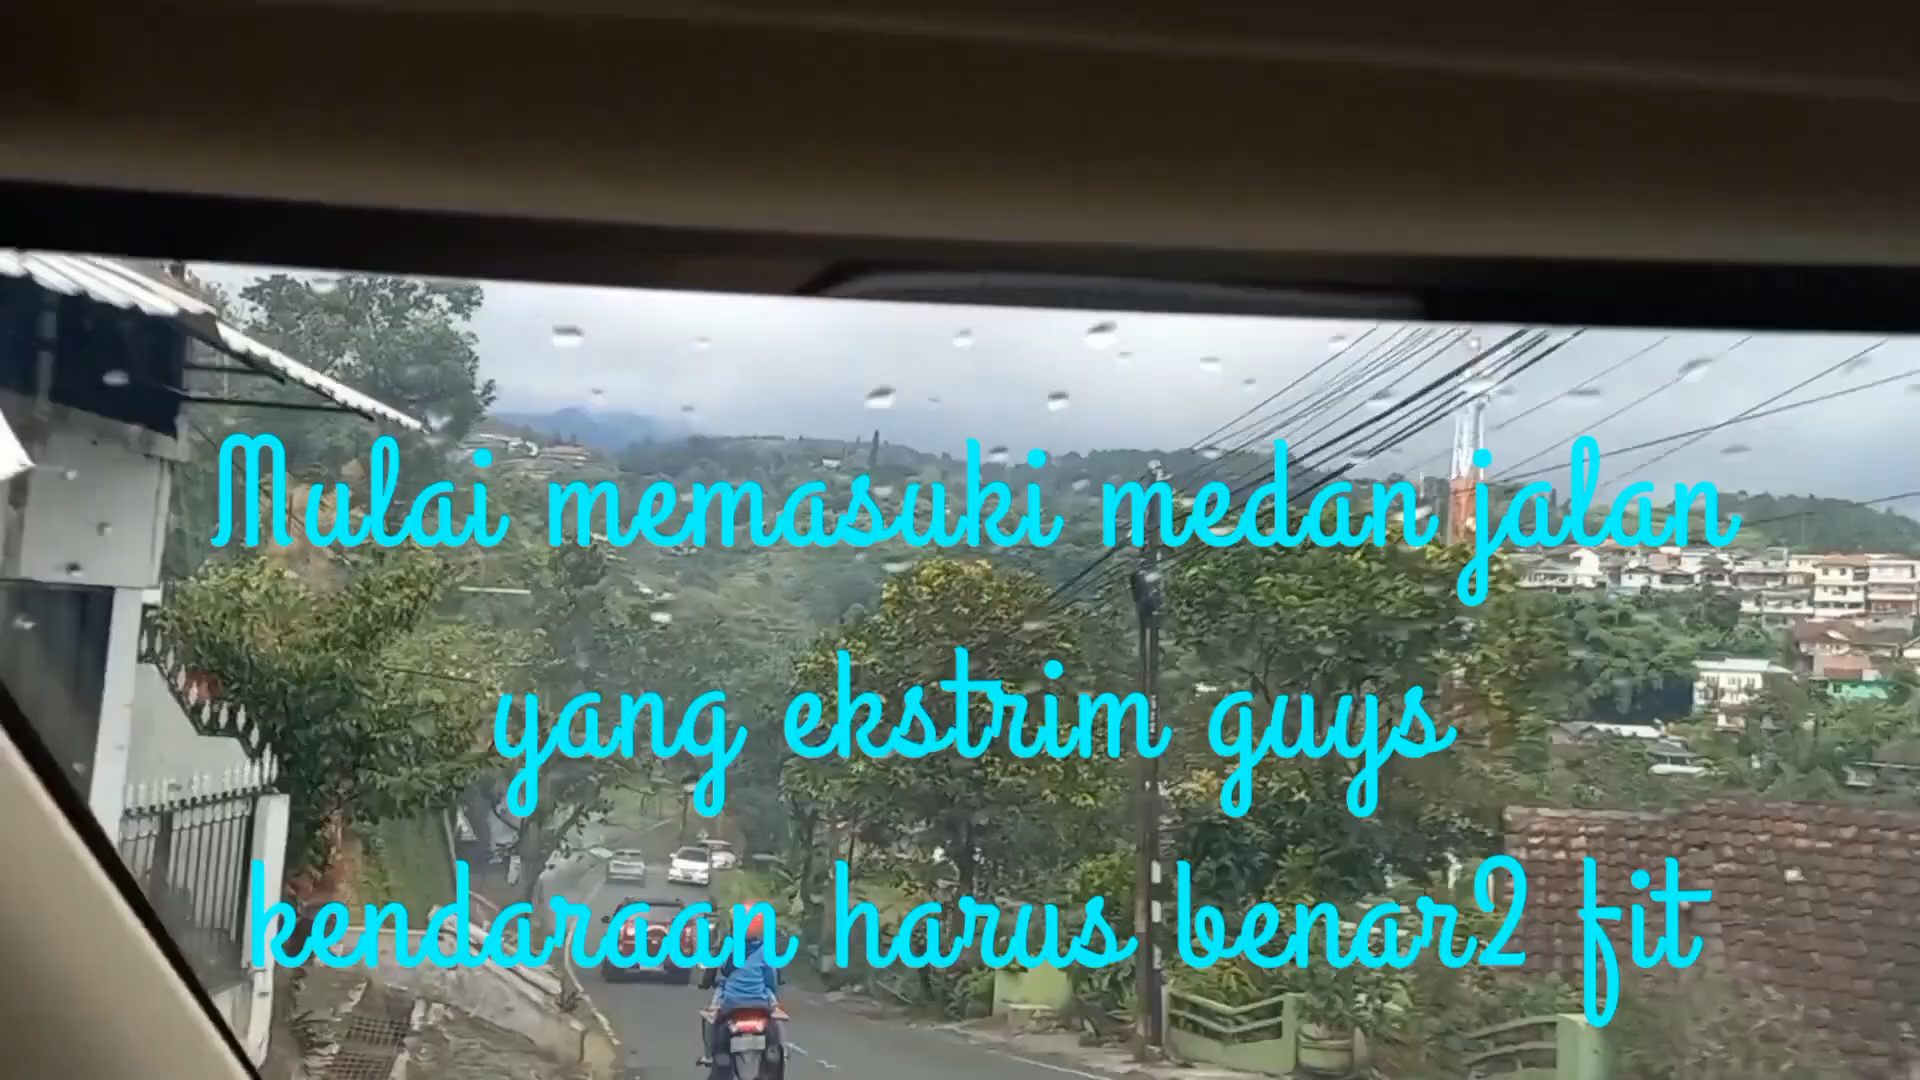 Mulai memasuki medan jalan
yang ekstrim guys
kendaraan harus benar2 fit